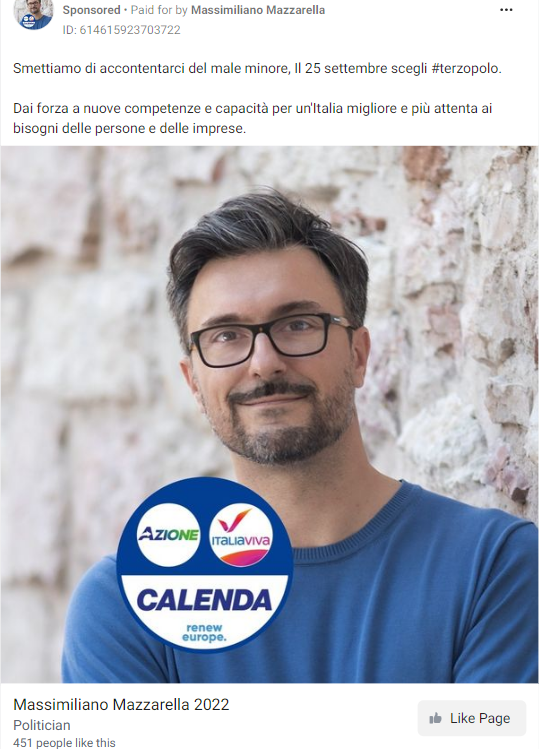 Sponsored • Paid for by Massimiliano Mazzarella
ID: 614615923703722
Smettiamo di accontentarci del male minore, Il 25 settembre scegli #terzopolo.
Dai forza a nuove competenze e capacità per un'Italia migliore e più attenta ai
bisogni delle persone e delle imprese.
AZIONE
ITALIAVIVA
CALENDA
renew
europe.
Massimiliano Mazzarella 2022
Politician
451 people like this
Like Page